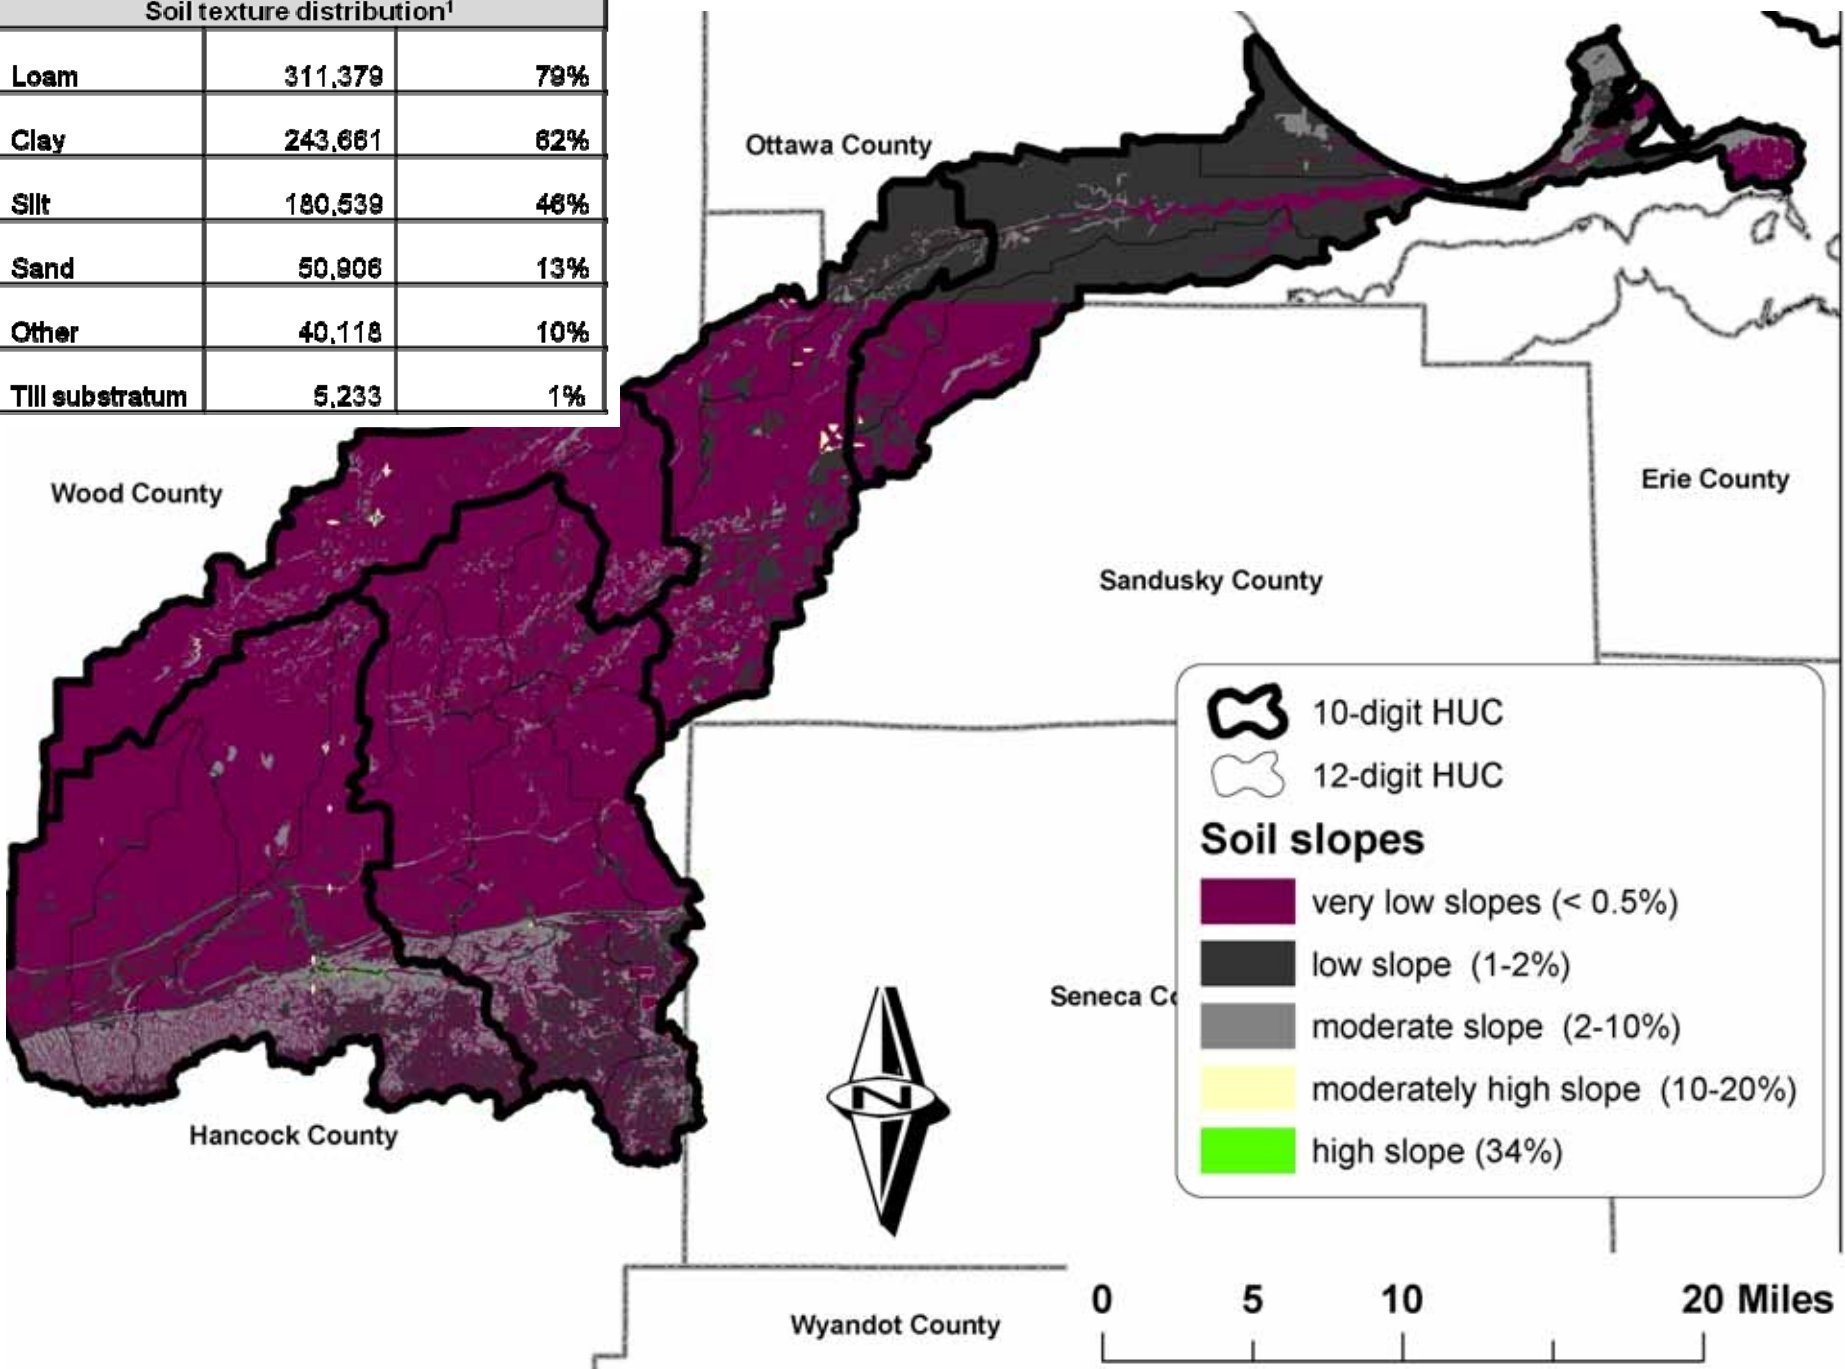 Soil texture distribution¹
Loam 311,379 79%
Clay 243,661 62%
Silt 180,539 46%
Sand 50,906 13%
Other 40,118 10%
Till substratum 5,233 1%
Ottawa County
Wood County
Erie County
Sandusky County
10-digit HUC
12-digit HUC
Soil slopes
very low slopes (< 0.5%)
low slope (1-2%)
Seneca Co
moderate slope (2-10%)
moderately high slope (10-20%)
N
Hancock County
high slope (34%)
0 5 10 20 Miles
Wyandot County